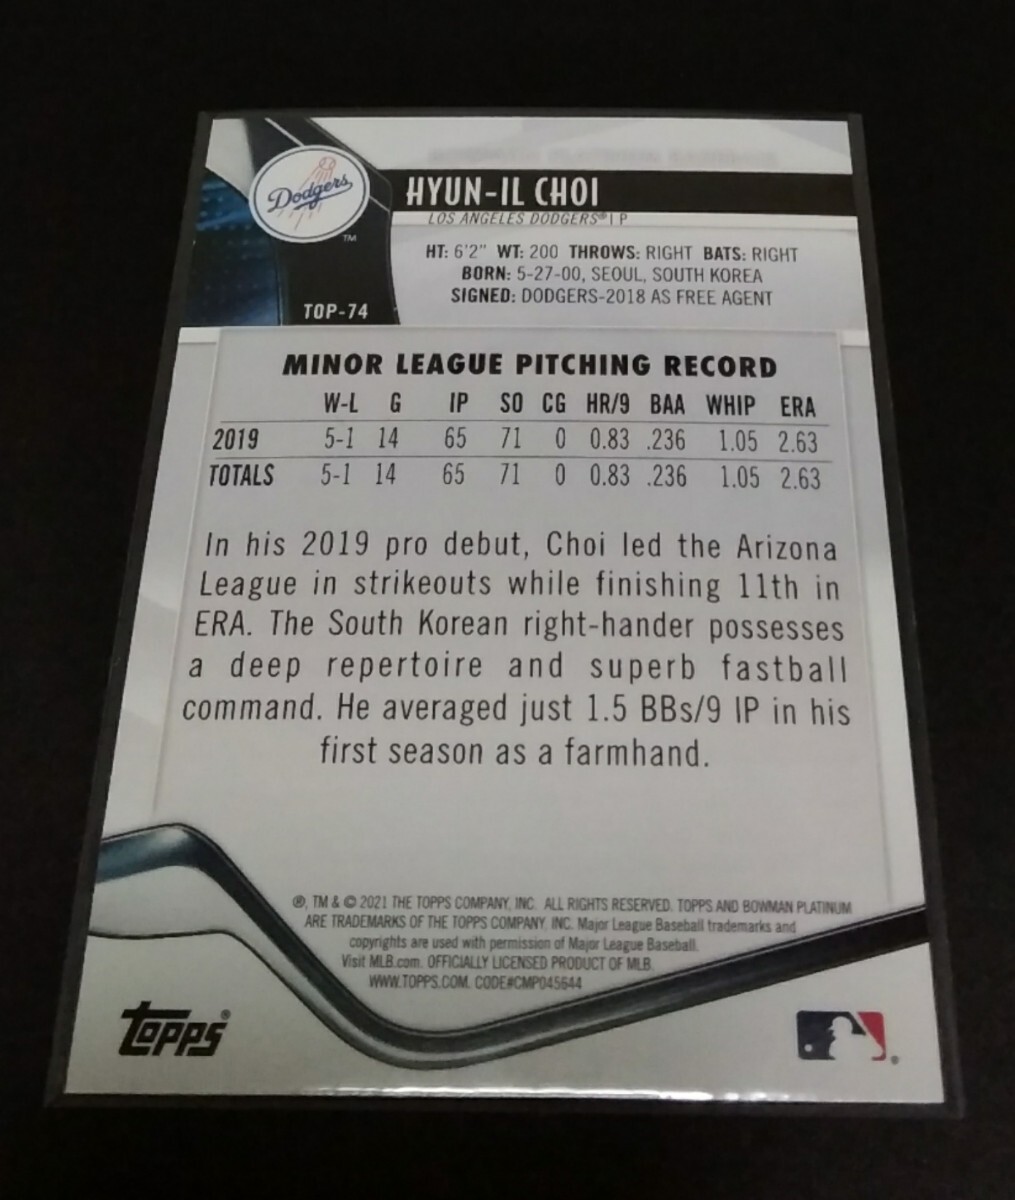 Dodgers
TM
HYUN-IL CHOI
LOS ANGELES DODGERS® | P
HT: 6'2" WT: 200 THROWS: RIGHT BATS: RIGHT
BORN: 5-27-00, SEOUL, SOUTH KOREA
SIGNED: DODGERS-2018 AS FREE AGENT
TOP-74
MINOR LEAGUE PITCHING RECORD
W-L G IP SO CG HR/9 BAA WHIP ERA
2019 5-1 14 65 71 0 0.83 .236 1.05 2.63
TOTALS 5-1 14 65 71 0 0.83 .236 1.05 2.63
In his 2019 pro debut, Choi led the Arizona
League in strikeouts while finishing 11th in
ERA. The South Korean right-hander possesses
a deep repertoire and superb fastball
command. He averaged just 1.5 BBs/9 IP in his
first season as a farmhand.
®, TM & © 2021 THE TOPPS COMPANY, INC. ALL RIGHTS RESERVED. TOPPS AND BOWMAN PLATINUM
ARE TRADEMARKS OF THE TOPPS COMPANY, INC. Major League Baseball trademarks and
copyrights are used with permission of Major League Baseball.
Visit MLB.com. OFFICIALLY LICENSED PRODUCT OF MLB.
WWW.TOPPS.COM. CODE#CMP045644
Topps®
®